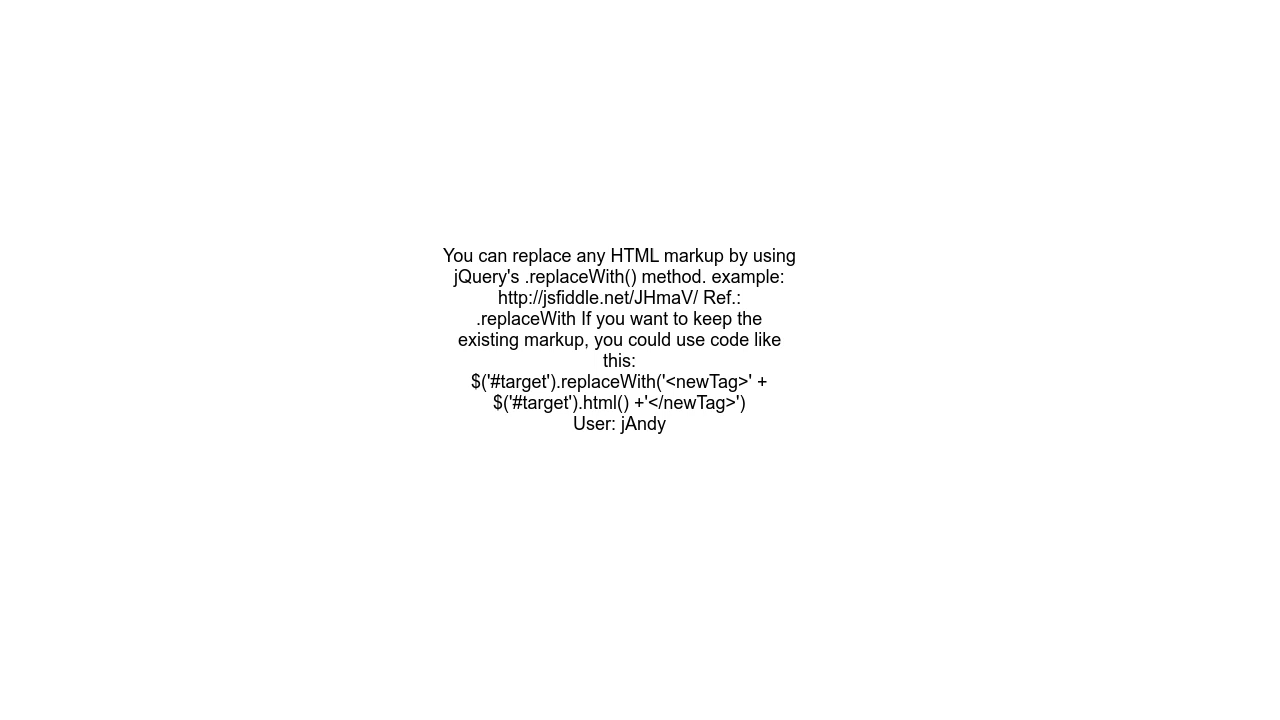 You can replace any HTML markup by using
jQuery's .replaceWith() method. example:
http://jsfiddle.net/JHmaV/ Ref.:
.replaceWith If you want to keep the
existing markup, you could use code like
this:
$('#target').replaceWith('<newTag>' +
$('#target').html() +'</newTag>')
User: jAndy